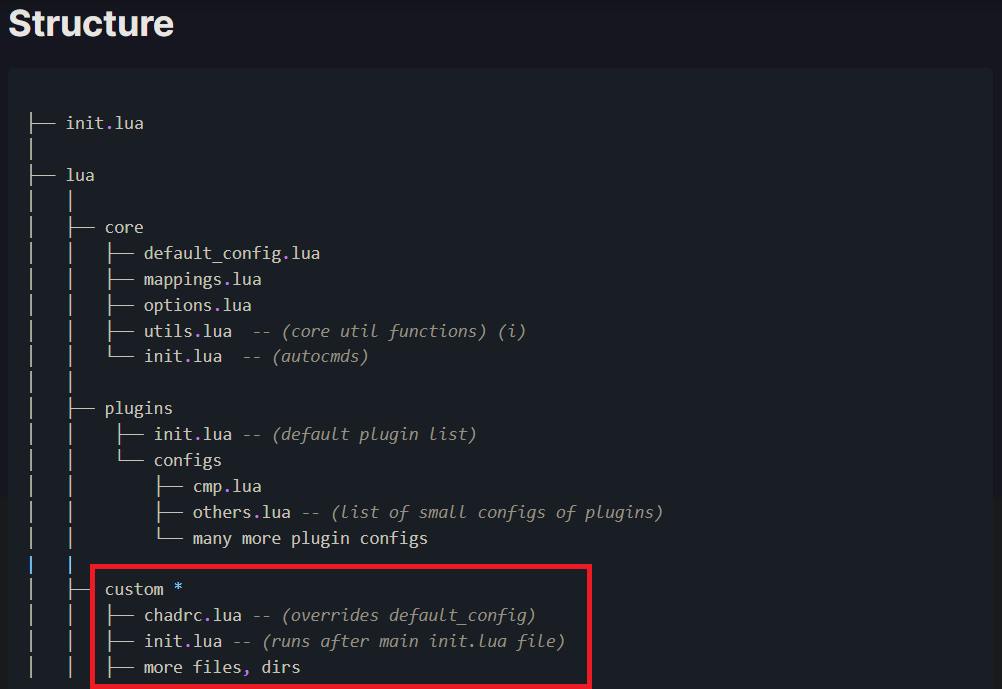 Structure
├── init.lua
│
├── lua
│   │
│   ├── core
│   │   ├── default_config.lua
│   │   ├── mappings.lua
│   │   ├── options.lua
│   │   ├── utils.lua  -- (core util functions) (i)
│   │   └── init.lua  -- (autocmds)
│   │
│   ├── plugins
│   │    ├── init.lua -- (default plugin list)
│   │    └── configs
│   │        ├── cmp.lua
│   │        ├── others.lua -- (list of small configs of plugins)
│   │        └── many more plugin configs
│   │
│   ├── custom *
│   │   ├── chadrc.lua -- (overrides default_config)
│   │   ├── init.lua -- (runs after main init.lua file)
│   │   ├── more files, dirs